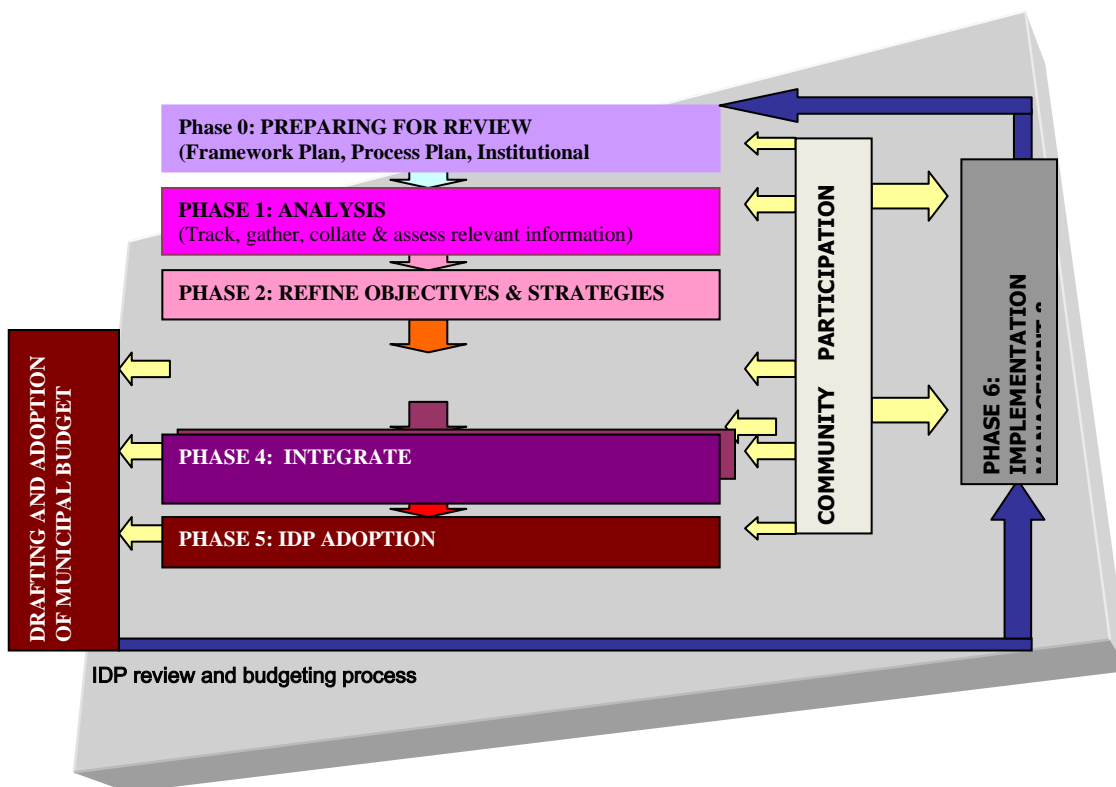 Phase 0: PREPARING FOR REVIEW
(Framework Plan, Process Plan, Institutional
PHASE 1: ANALYSIS
(Track, gather, collate & assess relevant information)
PHASE 2: REFINE OBJECTIVES & STRATEGIES
PHASE 4: INTEGRATE
PHASE 5: IDP ADOPTION
DRAFTING AND ADOPTION
OF MUNICIPAL BUDGET
COMMUNITY PARTICIPATION
PHASE 6:
IMPLEMENTATION
MANAGEMENT
IDP review and budgeting process